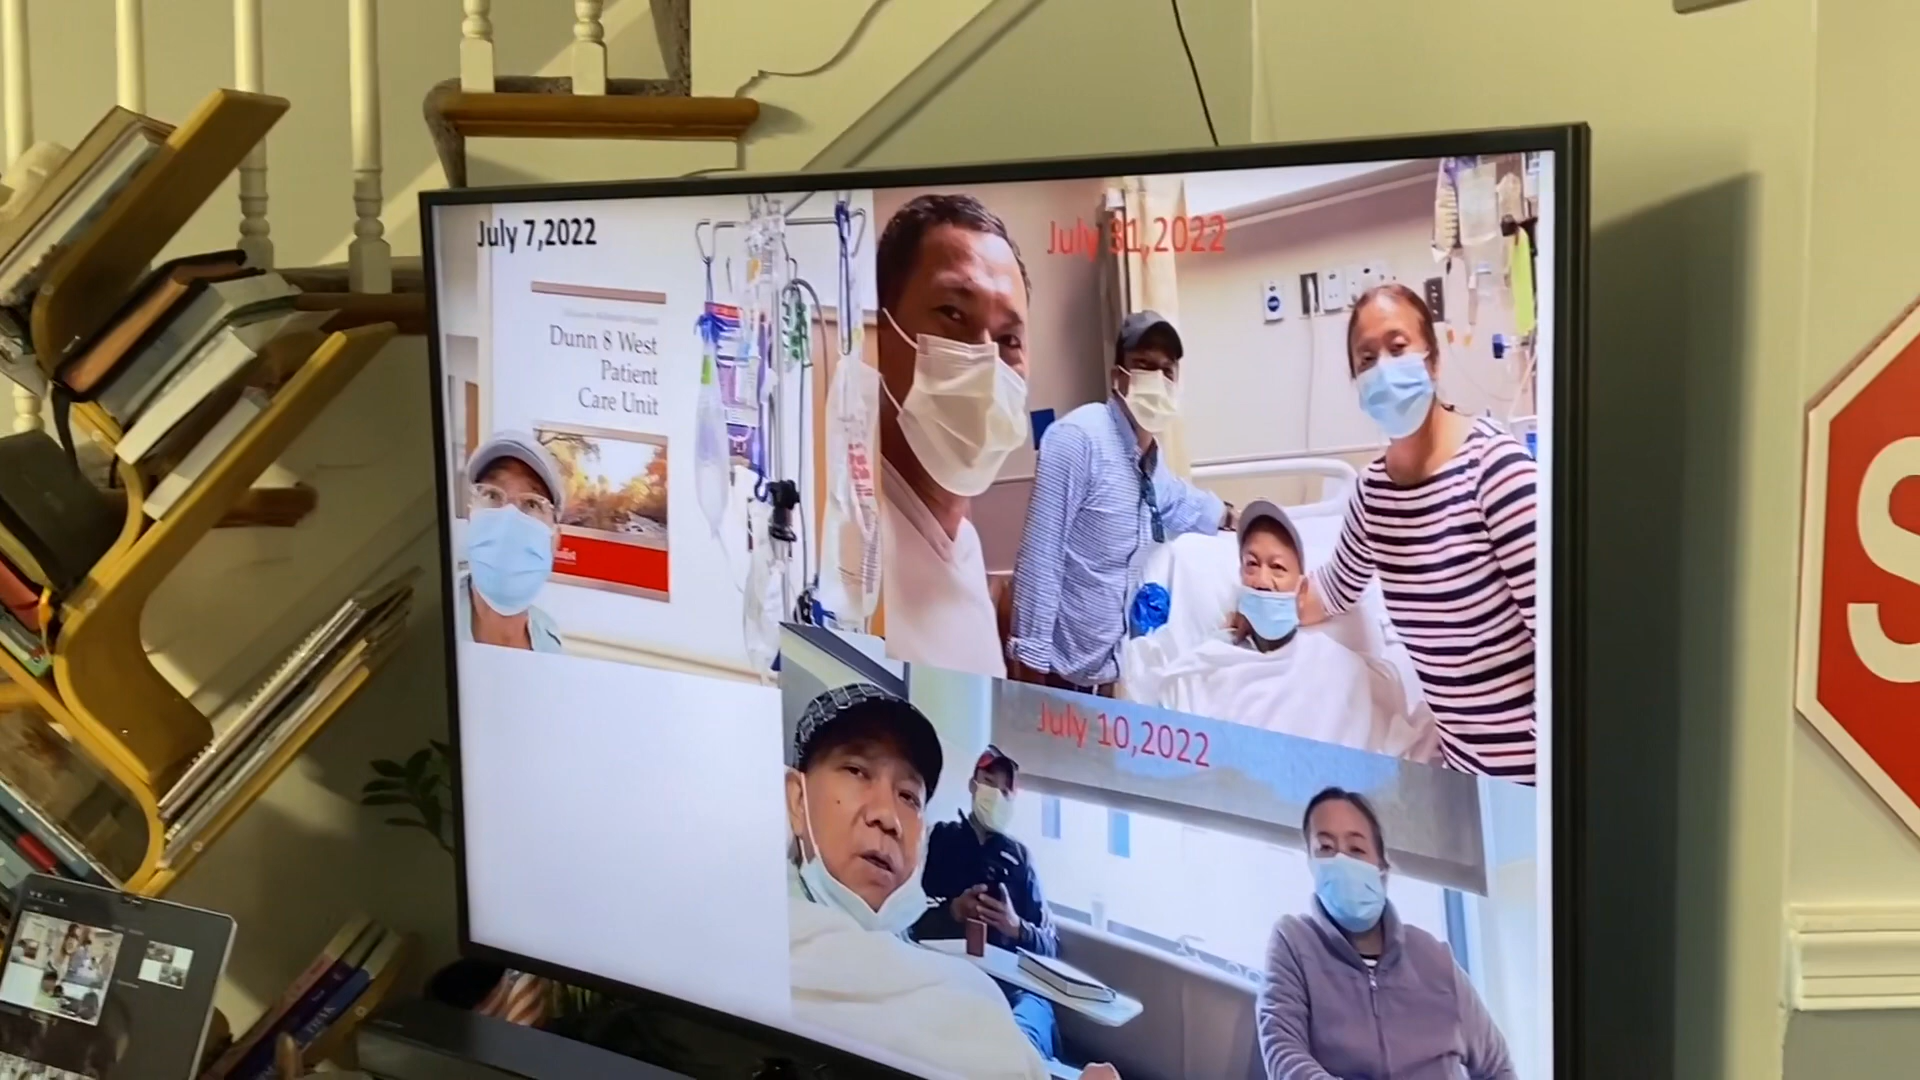 July 7,2022
July 31,2022
Dunn 8 West
Patient
Care Unit
July 10,2022
S